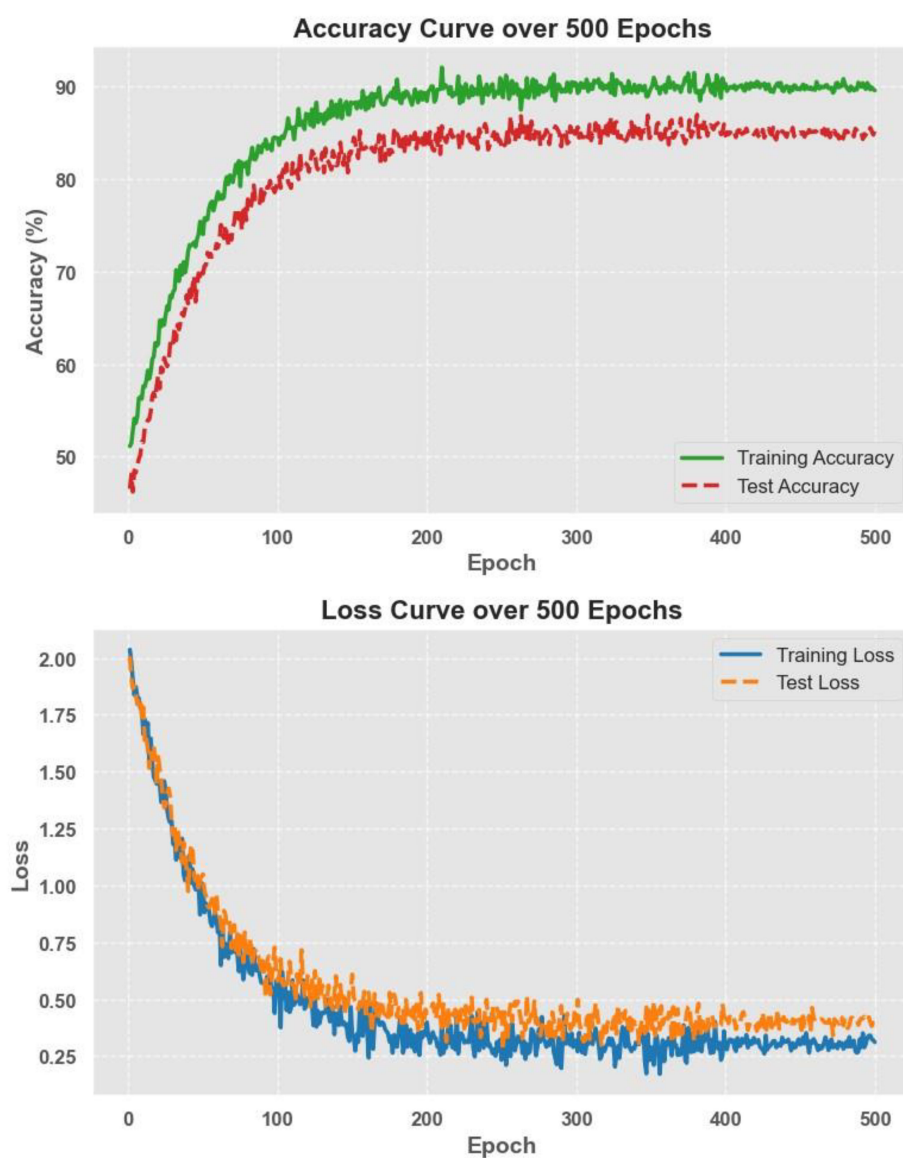 Accuracy Curve over 500 Epochs
90
80
70
60
50
Accuracy (%)
Training Accuracy
Test Accuracy
0 100 200 300 400 500
Epoch
Loss Curve over 500 Epochs
2.00
1.75
1.50
1.25
1.00
0.75
0.50
0.25
Loss
Training Loss
Test Loss
0 100 200 300 400 500
Epoch